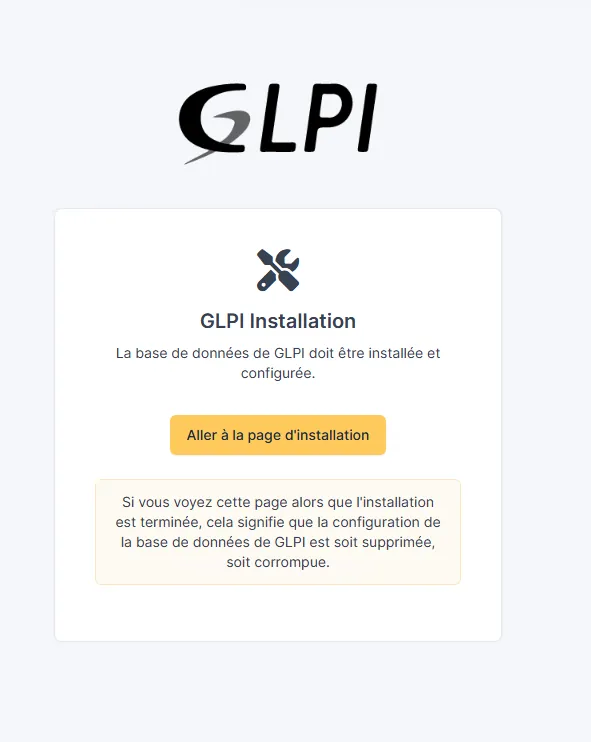 GLPI
GLPI Installation
La base de données de GLPI doit être installée et
configurée.
Aller à la page d'installation
Si vous voyez cette page alors que l'installation
est terminée, cela signifie que la configuration de
la base de données de GLPI est soit supprimée,
soit corrompue.